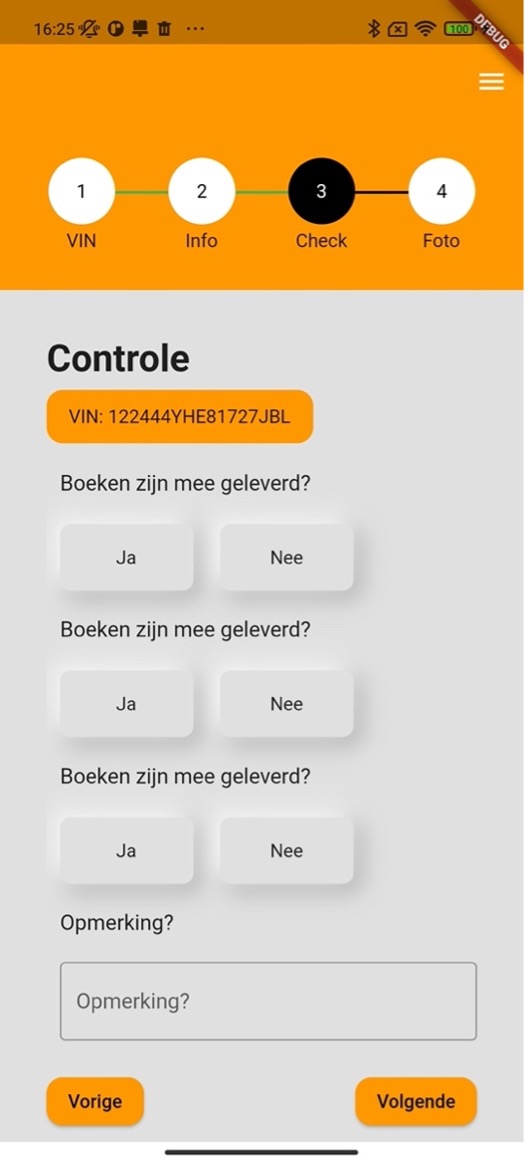 16:25
100
DEBUG
1 2 3 4
VIN Info Check Foto
Controle
VIN: 122444YHE81727JBL
Boeken zijn mee geleverd?
Ja Nee
Boeken zijn mee geleverd?
Ja Nee
Boeken zijn mee geleverd?
Ja Nee
Opmerking?
Opmerking?
Vorige Volgende